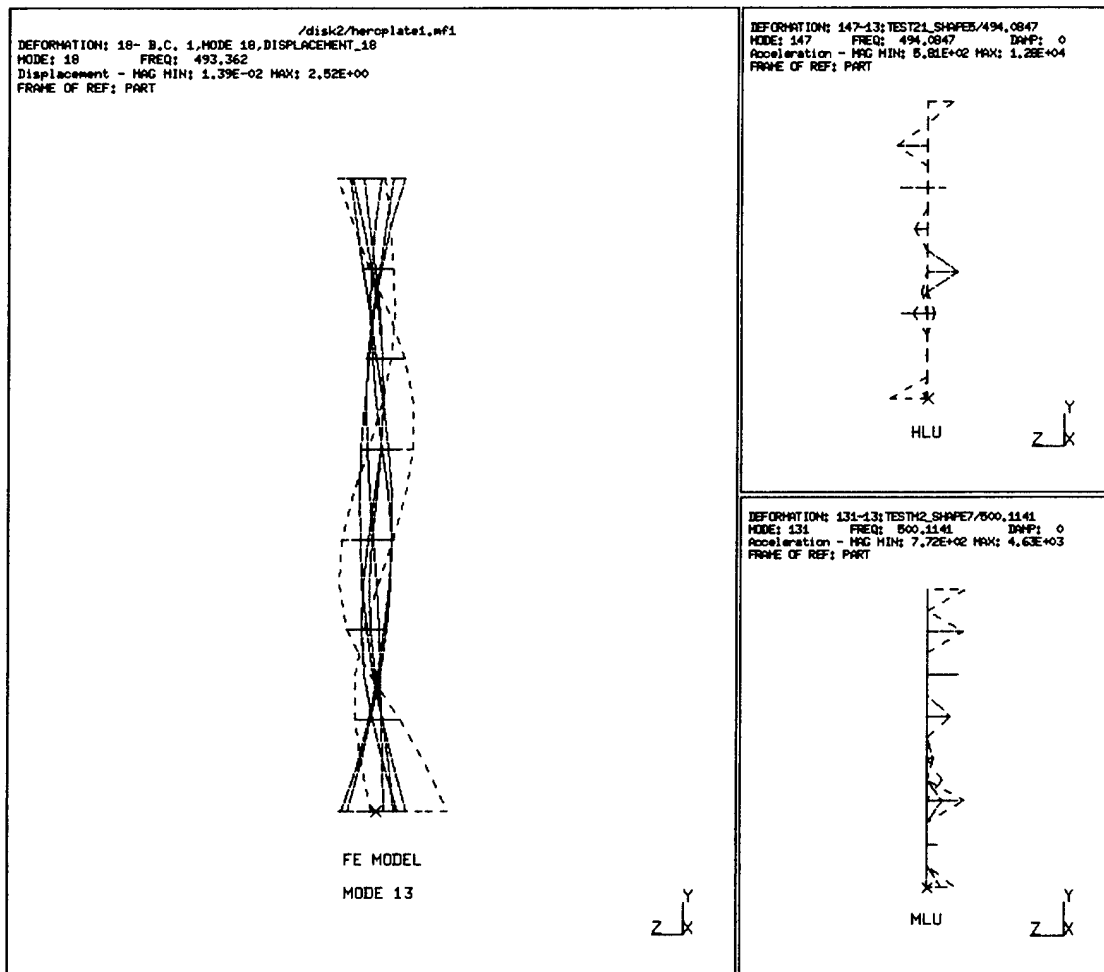 /disk2/heroplate1.mf1
DEFORMATION: 18- B.C. 1,MODE 18,DISPLACEMENT_18
MODE: 18 FREQ: 493.362
Displacement - MAG MIN: 1.39E-02 MAX: 2.52E+00
FRAME OF REF: PART
FE MODEL
MODE 13
Y
Z X
DEFORMATION: 147-13:TEST21_SHAPE5/494.0847
MODE: 147 FREQ: 494.0847 DAMP: 0
Acceleration - MAG MIN: 5.81E+02 MAX: 1.28E+04
FRAME OF REF: PART
HLU
Y
Z X
DEFORMATION: 131-13:TESTM2_SHAPE7/500.1141
MODE: 131 FREQ: 500.1141 DAMP: 0
Acceleration - MAG MIN: 7.72E+02 MAX: 4.63E+03
FRAME OF REF: PART
MLU
Y
Z X